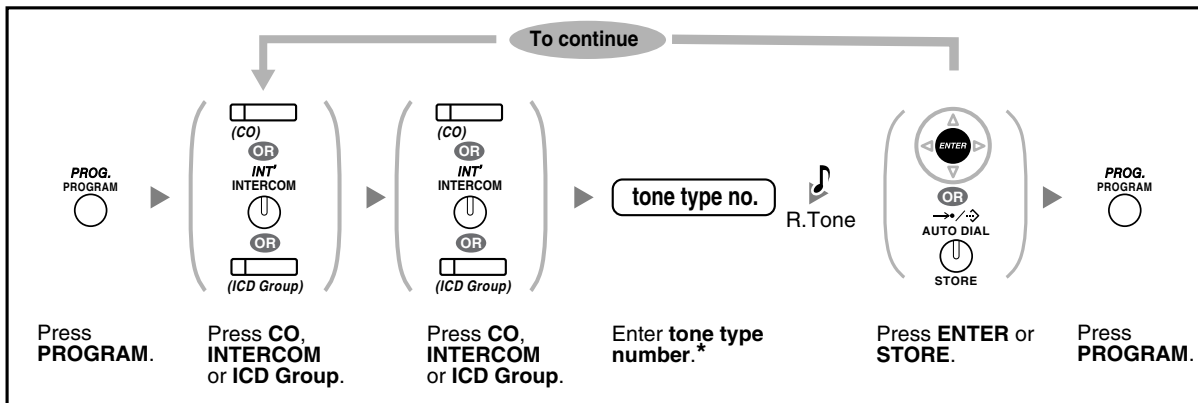 To continue
PROG.
PROGRAM
(CO)
OR
INT'
INTERCOM
OR
(ICD Group)
(CO)
OR
INT'
INTERCOM
OR
(ICD Group)
tone type no.
R.Tone
ENTER
OR
AUTO DIAL
STORE
PROG.
PROGRAM
Press
PROGRAM.
Press CO,
INTERCOM
or ICD Group.
Press CO,
INTERCOM
or ICD Group.
Enter tone type
number.*
Press ENTER or
STORE.
Press
PROGRAM.